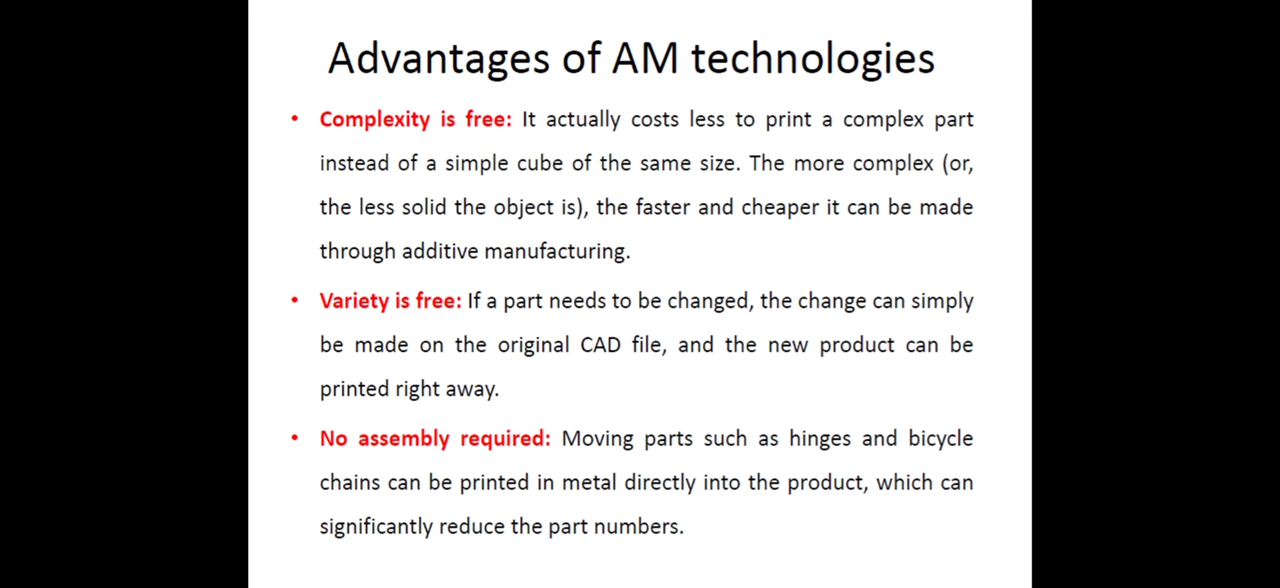 Advantages of AM technologies
• Complexity is free: It actually costs less to print a complex part
instead of a simple cube of the same size. The more complex (or,
the less solid the object is), the faster and cheaper it can be made
through additive manufacturing.
• Variety is free: If a part needs to be changed, the change can simply
be made on the original CAD file, and the new product can be
printed right away.
• No assembly required: Moving parts such as hinges and bicycle
chains can be printed in metal directly into the product, which can
significantly reduce the part numbers.